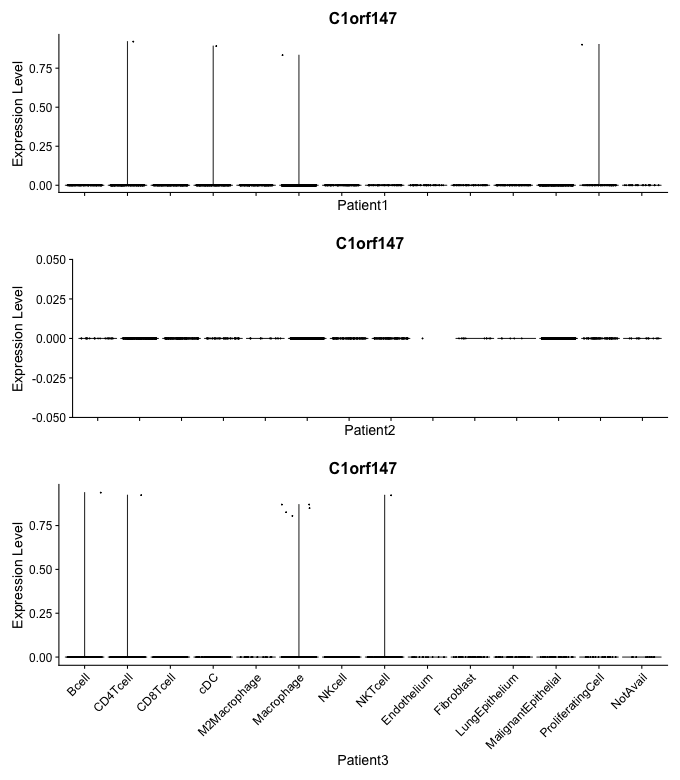 C1orf147
Expression Level
0.75
0.50
0.25
0.00
Patient1
C1orf147
Expression Level
0.050
0.025
0.000
-0.025
-0.050
Patient2
C1orf147
Expression Level
0.75
0.50
0.25
0.00
Bcell
CD4Tcell
CD8Tcell
cDC
M2Macrophage
Macrophage
NKcell
NKTcell
Endothelium
Fibroblast
LungEpithelium
MalignantEpithelial
ProliferatingCell
NotAvail
Patient3